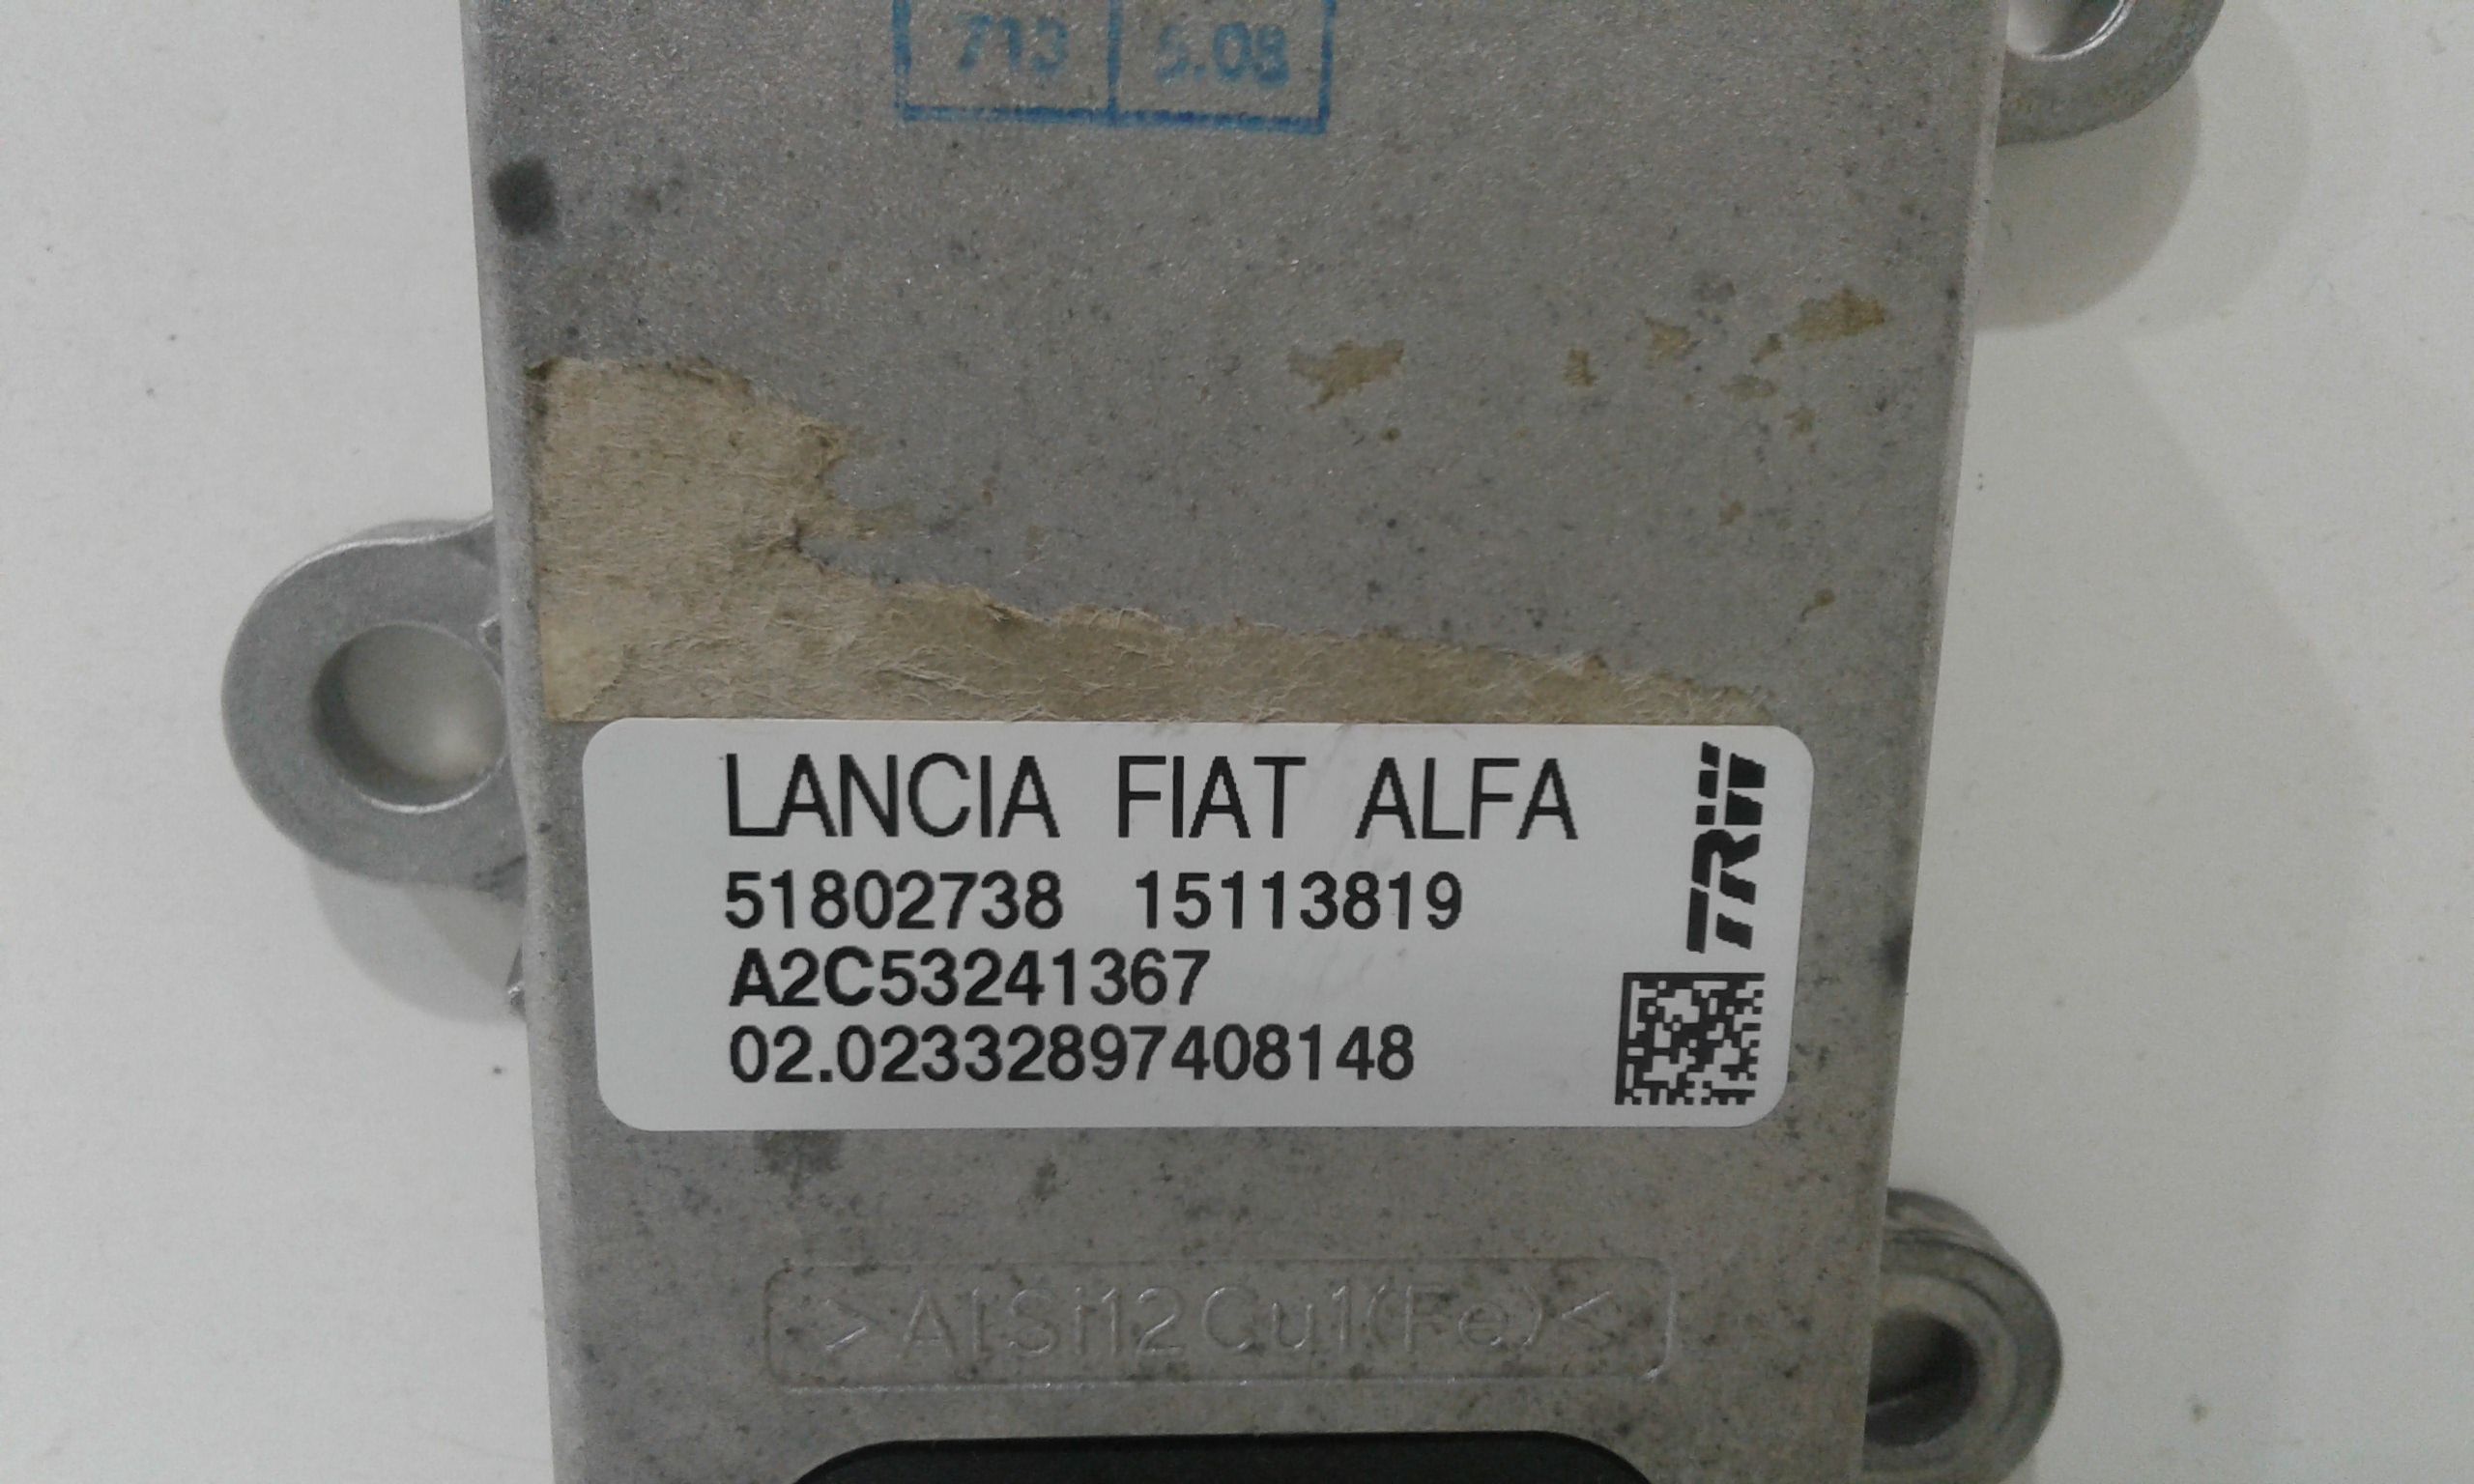 713 5.08
LANCIA FIAT ALFA
TRW
51802738 15113819
A2C53241367
02.02332897408148
>AlSi12Cu1(Fe)<